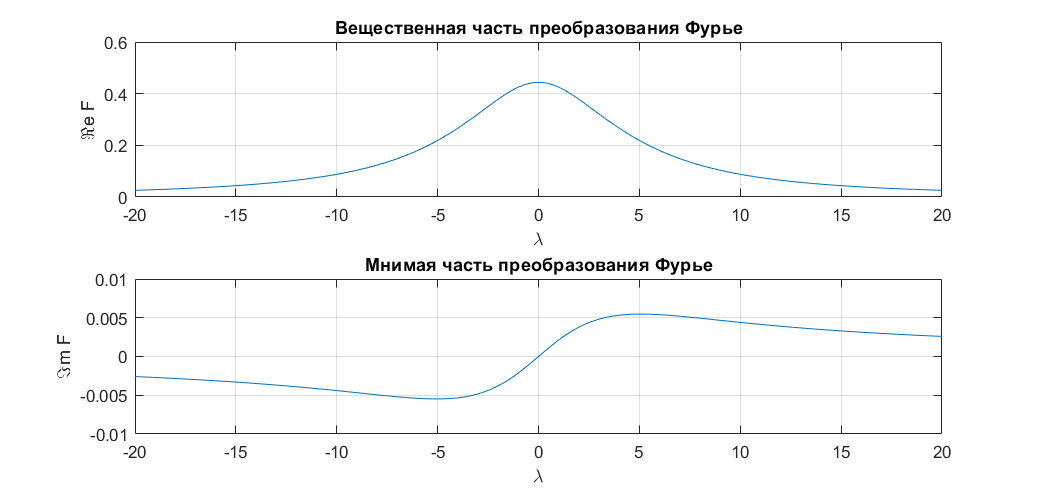 Вещественная часть преобразования Фурье
0.6
0.4
0.2
0
ℜe F
-20 -15 -10 -5 0 5 10 15 20
λ
Мнимая часть преобразования Фурье
0.01
0.005
0
-0.005
-0.01
ℑm F
-20 -15 -10 -5 0 5 10 15 20
λ